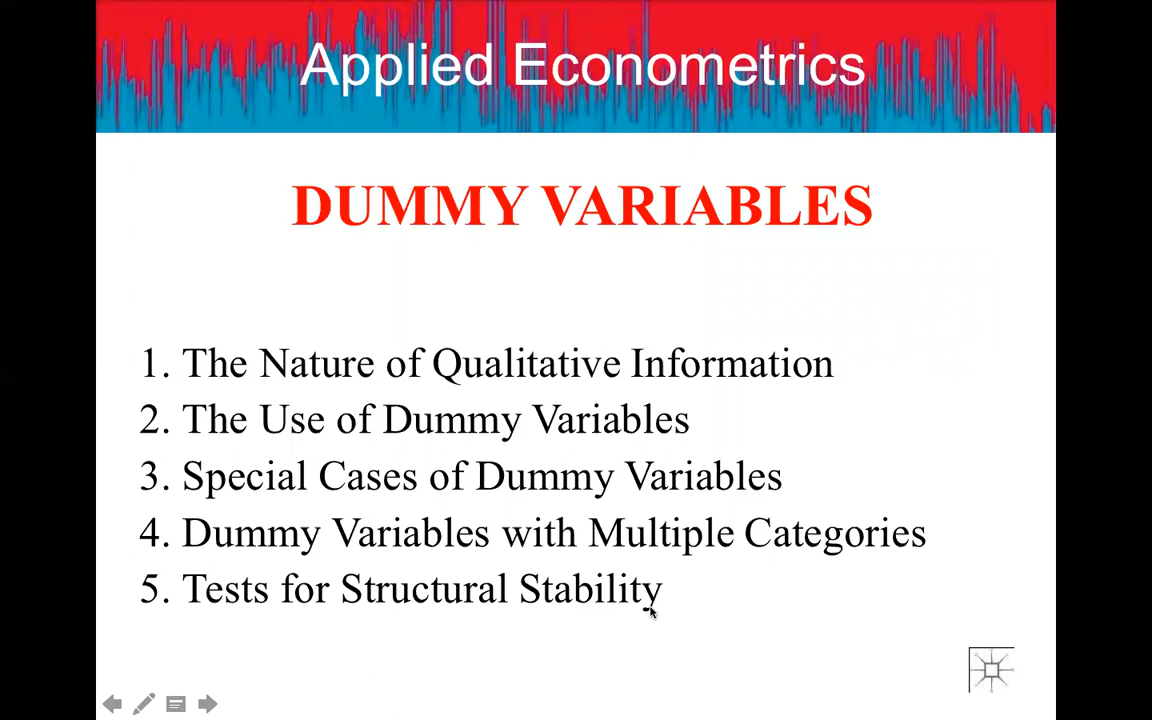 Applied Econometrics
DUMMY VARIABLES
1. The Nature of Qualitative Information
2. The Use of Dummy Variables
3. Special Cases of Dummy Variables
4. Dummy Variables with Multiple Categories
5. Tests for Structural Stability